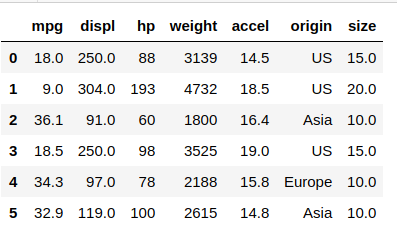 mpg displ hp weight accel origin size
0 18.0 250.0 88 3139 14.5 US 15.0
1 9.0 304.0 193 4732 18.5 US 20.0
2 36.1 91.0 60 1800 16.4 Asia 10.0
3 18.5 250.0 98 3525 19.0 US 15.0
4 34.3 97.0 78 2188 15.8 Europe 10.0
5 32.9 119.0 100 2615 14.8 Asia 10.0